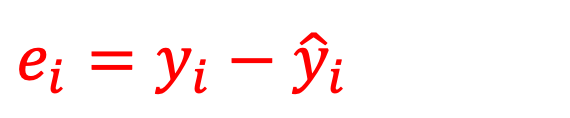 eᵢ = yᵢ − ŷᵢ